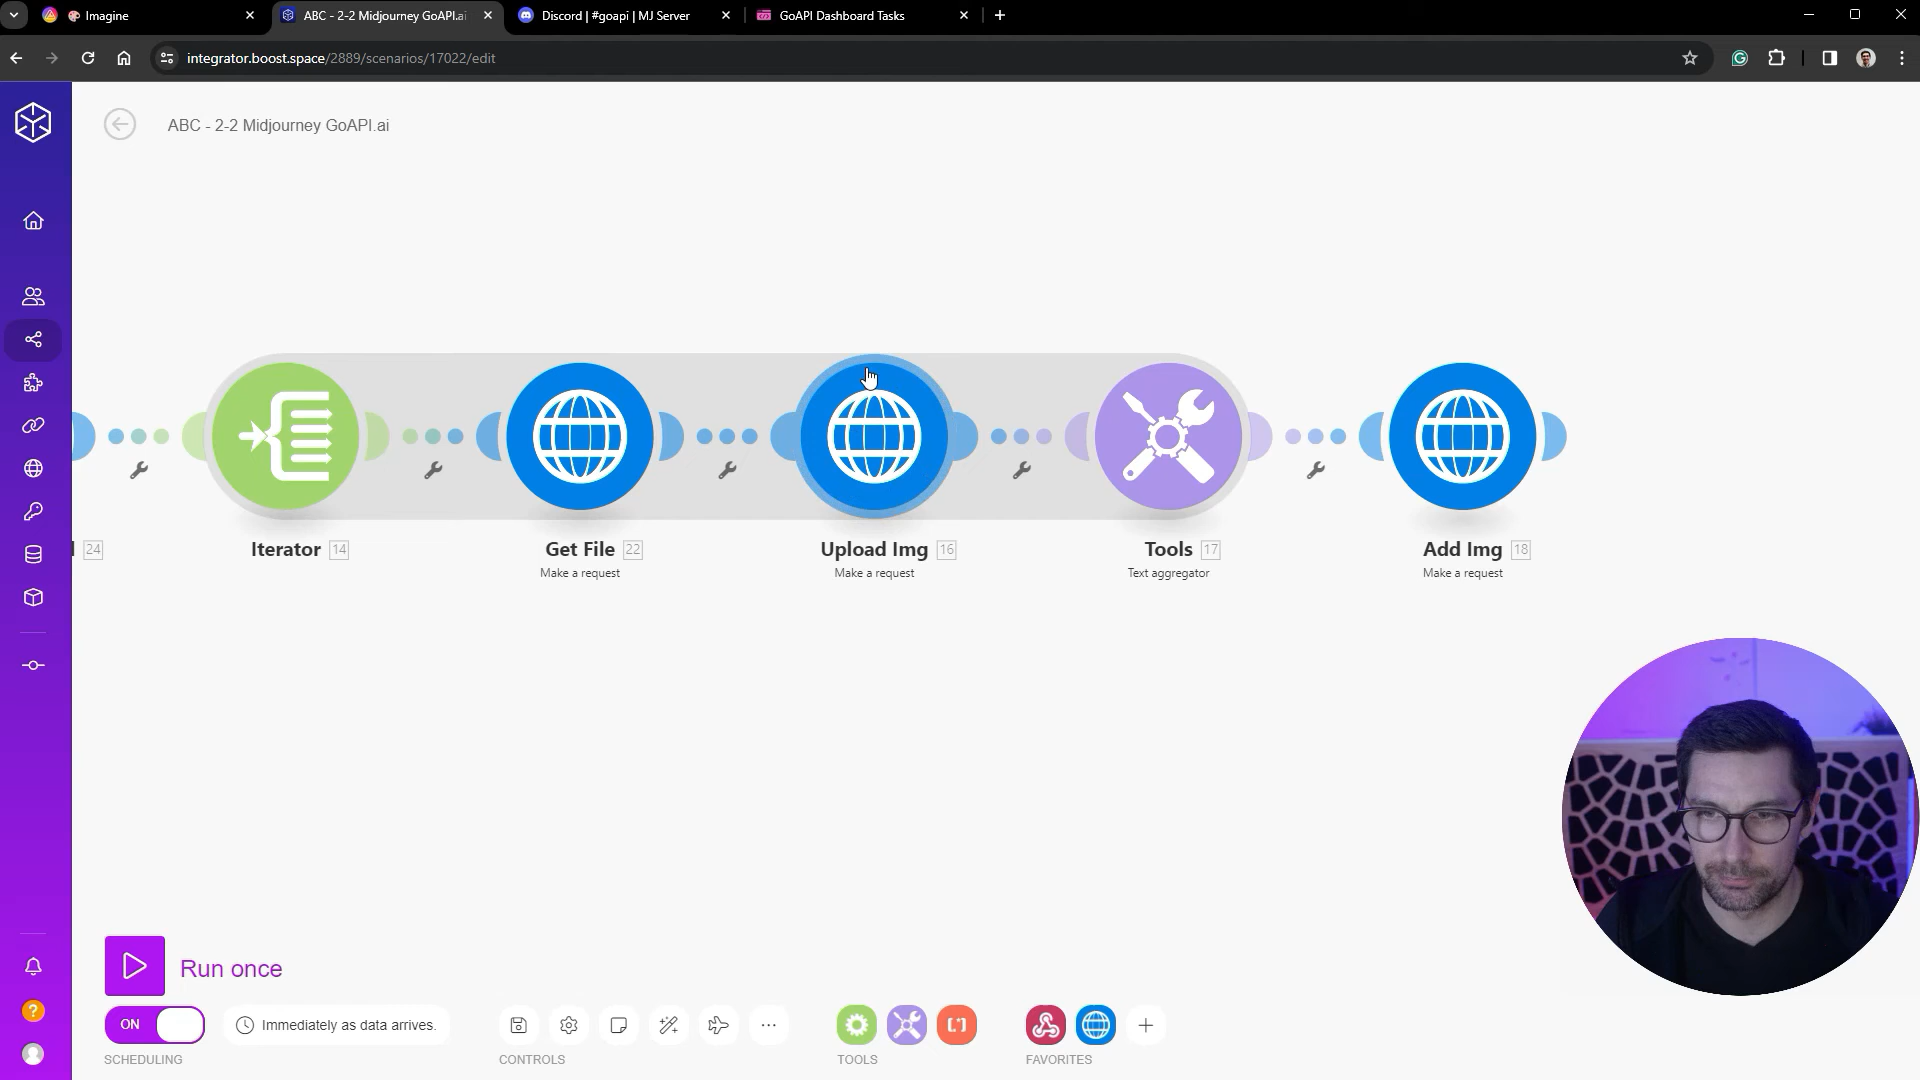 Imagine
ABC - 2-2 Midjourney GoAPI.ai
Discord | #goapi | MJ Server
GoAPI Dashboard Tasks
integrator.boost.space/2889/scenarios/17022/edit
ABC - 2-2 Midjourney GoAPI.ai
24
Iterator 14
Get File 22
Make a request
Upload Img 16
Make a request
Tools 17
Text aggregator
Add Img 18
Make a request
Run once
ON
Immediately as data arrives.
SCHEDULING
CONTROLS
TOOLS
FAVORITES